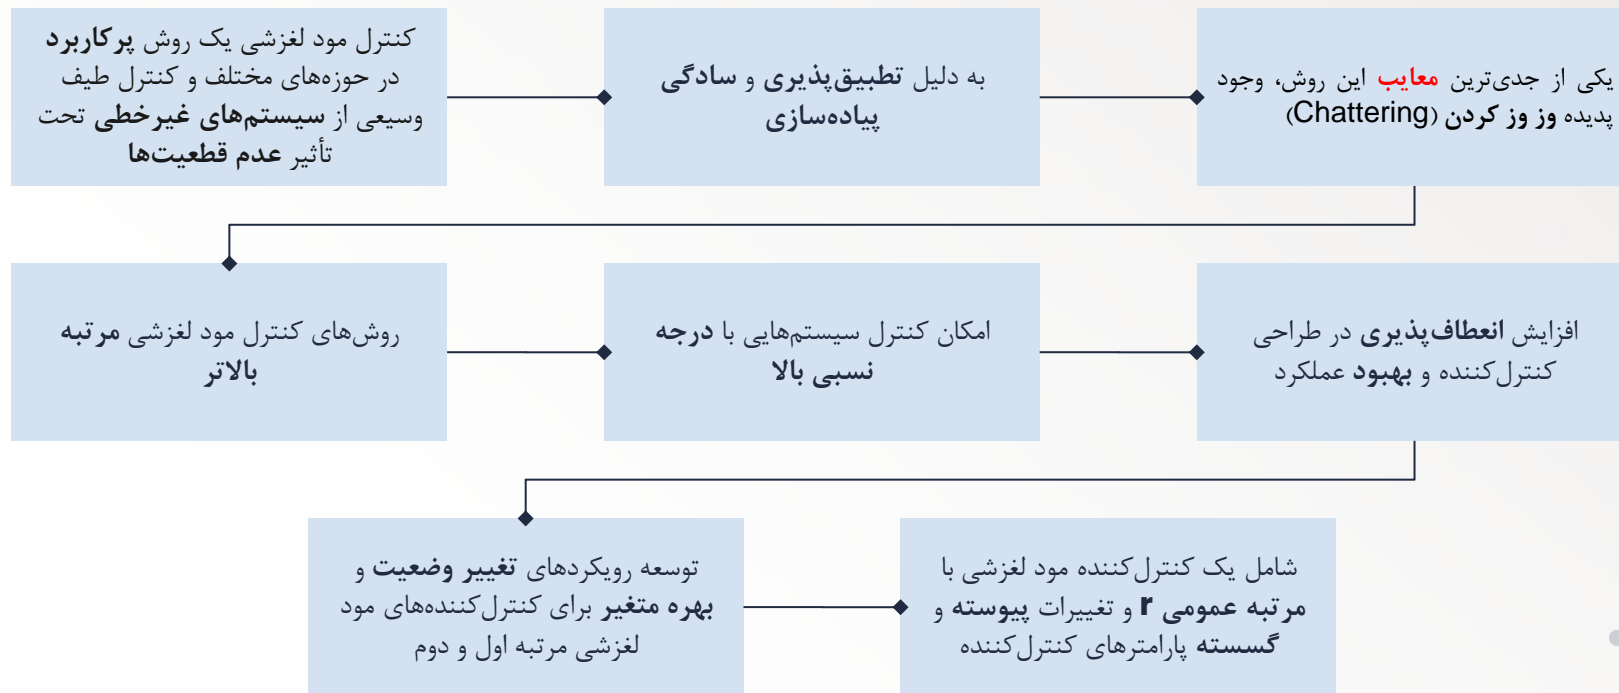 کنترل مود لغزشی یک روش پرکاربرد
در حوزه‌های مختلف و کنترل طیف
وسیعی از سیستم‌های غیرخطی تحت
تأثیر عدم قطعیت‌ها
به دلیل تطبیق‌پذیری و سادگی
پیاده‌سازی
یکی از جدی‌ترین معایب این روش، وجود
پدیده وز وز کردن (Chattering)
روش‌های کنترل مود لغزشی مرتبه
بالاتر
امکان کنترل سیستم‌هایی با درجه
نسبی بالا
افزایش انعطاف‌پذیری در طراحی
کنترل‌کننده و بهبود عملکرد
توسعه رویکردهای تغییر وضعیت و
بهره متغیر برای کنترل‌کننده‌های مود
لغزشی مرتبه اول و دوم
شامل یک کنترل‌کننده مود لغزشی با
مرتبه عمومی r و تغییرات پیوسته و
گسسته پارامترهای کنترل‌کننده